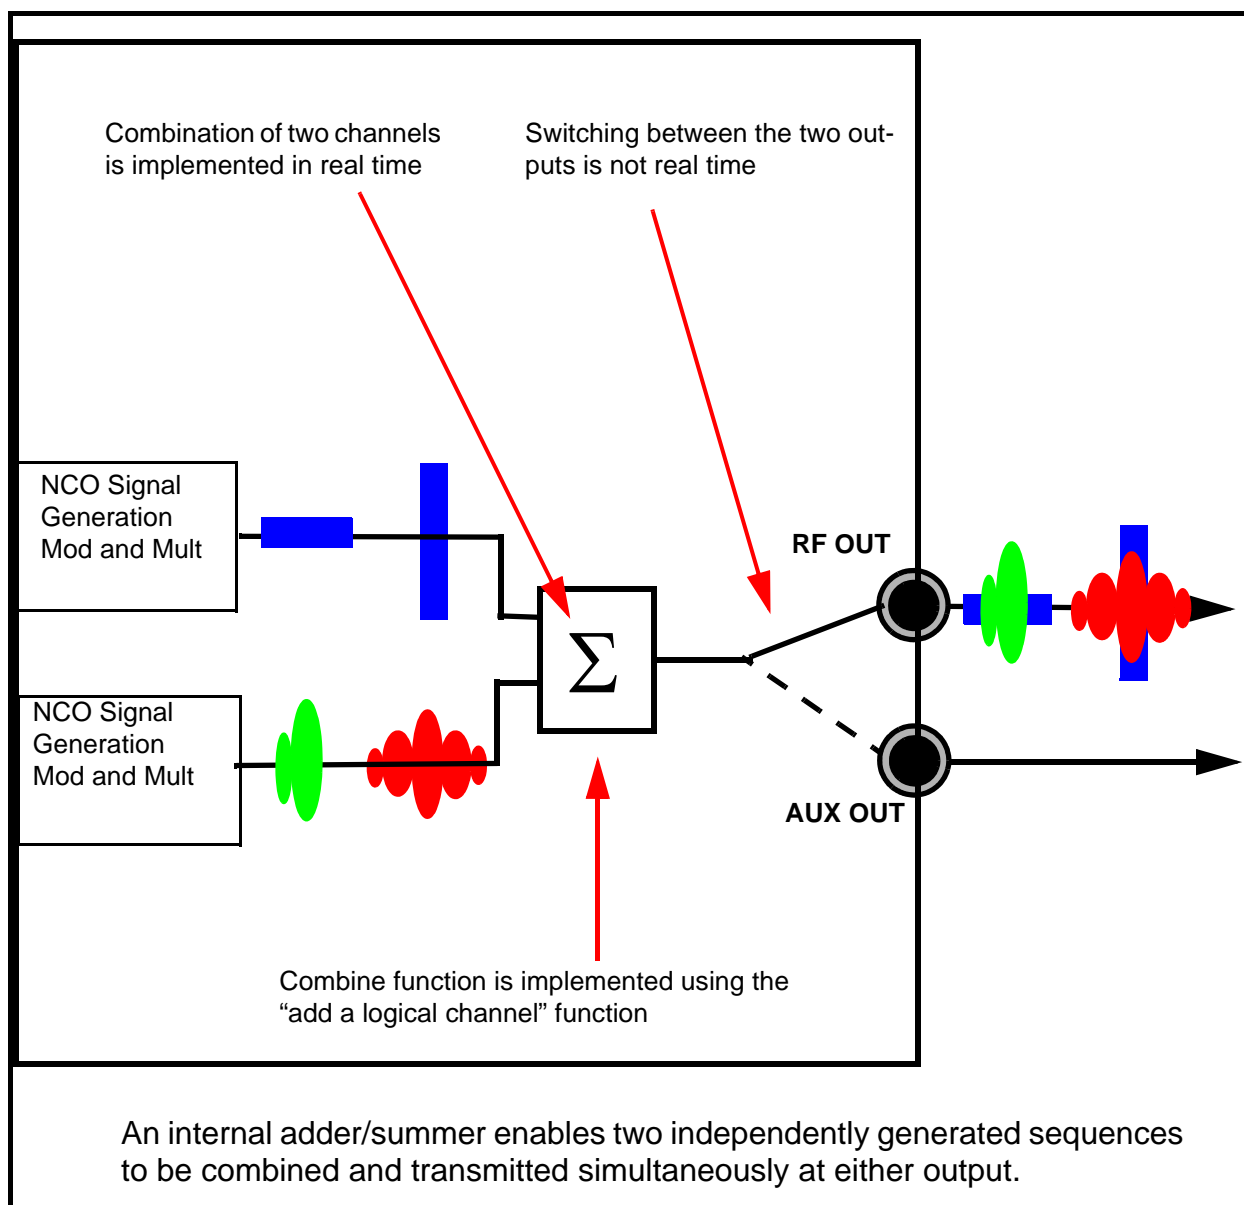 Combination of two channels
is implemented in real time
Switching between the two out-
puts is not real time
NCO Signal
Generation
Mod and Mult
RF OUT
Σ
NCO Signal
Generation
Mod and Mult
AUX OUT
Combine function is implemented using the
“add a logical channel” function
An internal adder/summer enables two independently generated sequences
to be combined and transmitted simultaneously at either output.